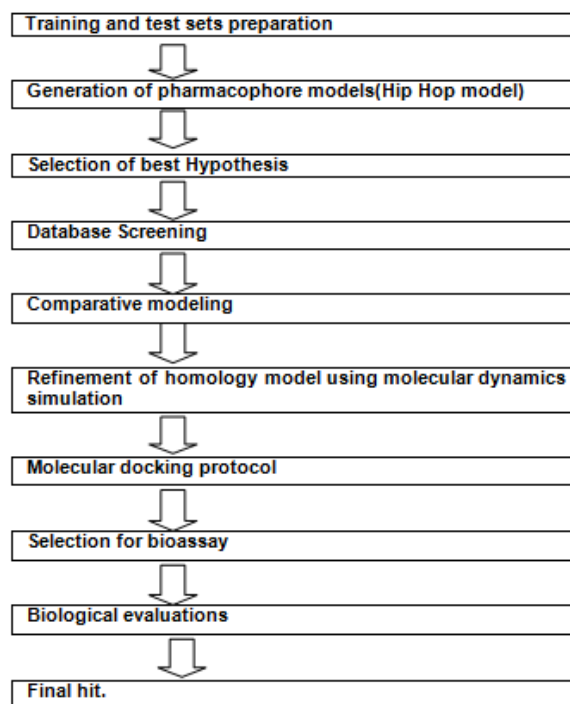 Training and test sets preparation
Generation of pharmacophore models(Hip Hop model)
Selection of best Hypothesis
Database Screening
Comparative modeling
Refinement of homology model using molecular dynamics
simulation
Molecular docking protocol
Selection for bioassay
Biological evaluations
Final hit.